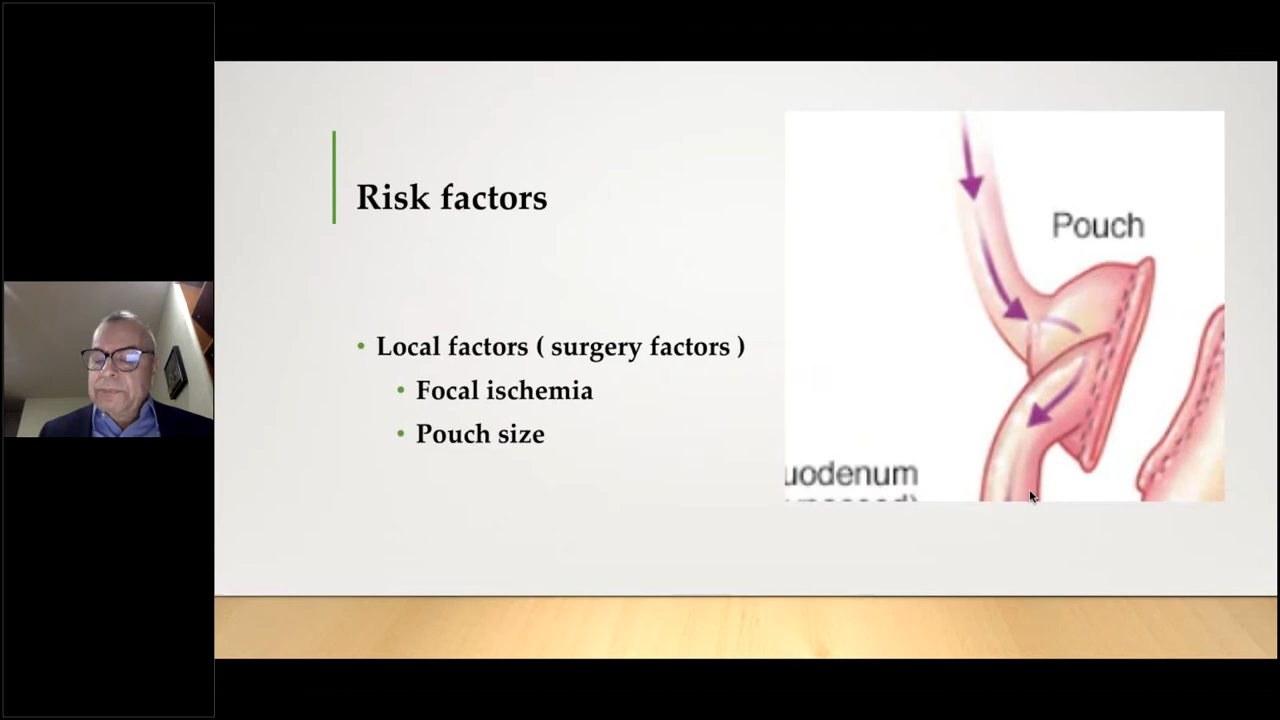 Risk factors
Local factors ( surgery factors )
Focal ischemia
Pouch size
Pouch
uodenum